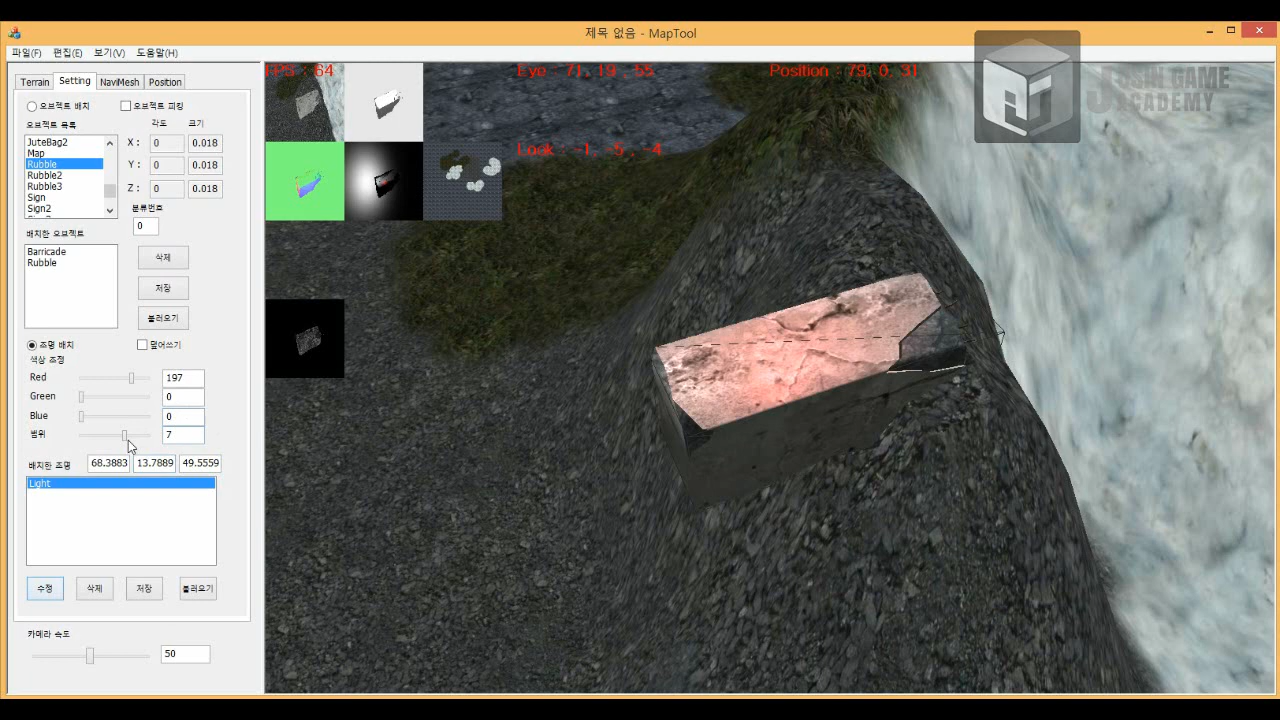 제목 없음 - MapTool
파일(F) 편집(E) 보기(V) 도움말(H)
Terrain Setting NaviMesh Position
오브젝트 배치 오브젝트 피킹
오브젝트 목록 각도 크기
JuteBag2
Map
Rubble
Rubble2
Rubble3
Sign
Sign2
X : 0 0.018
Y : 0 0.018
Z : 0 0.018
분류번호
0
배치한 오브젝트
Barricade
Rubble
삭제
저장
불러오기
조명 배치 덮어쓰기
색상 조정
Red 197
Green 0
Blue 0
범위 7
배치한 조명 68.3883 13.7889 49.5559
Light
수정 삭제 저장 불러오기
카메라 속도
50
FPS : 64
Eye : 71, 19, 55
Position : 79, 0, 31
Look : -1, -5, -4
GAME
ACADEMY